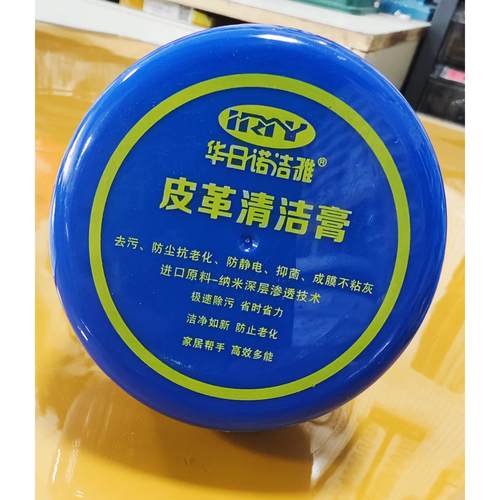 HRNY
华日诺洁雅®
皮革清洁膏
去污、防尘抗老化、防静电、抑菌、成膜不粘灰
进口原料-纳米深层渗透技术
极速除污 省时省力
洁净如新 防止老化
家居帮手 高效多能